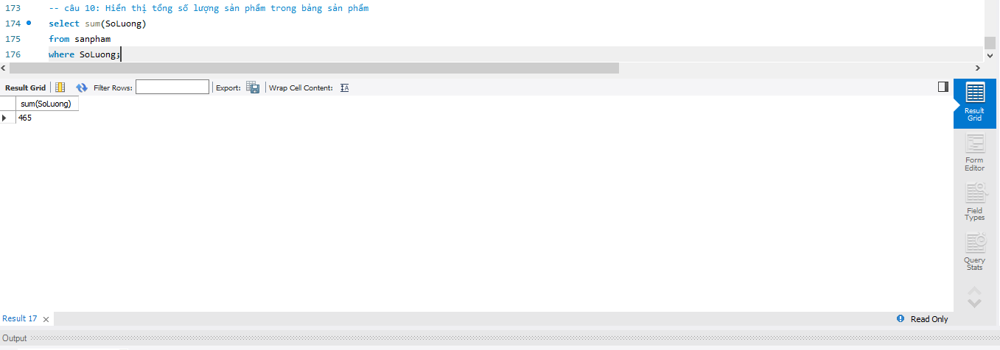 173 -- câu 10: Hiển thị tổng số lượng sản phẩm trong bảng sản phẩm
174 select sum(SoLuong)
175 from sanpham
176 where SoLuong;
Result Grid Filter Rows: Export: Wrap Cell Content:
sum(SoLuong)
465
Result
Grid
Form
Editor
Field
Types
Query
Stats
Result 17 Read Only
Output